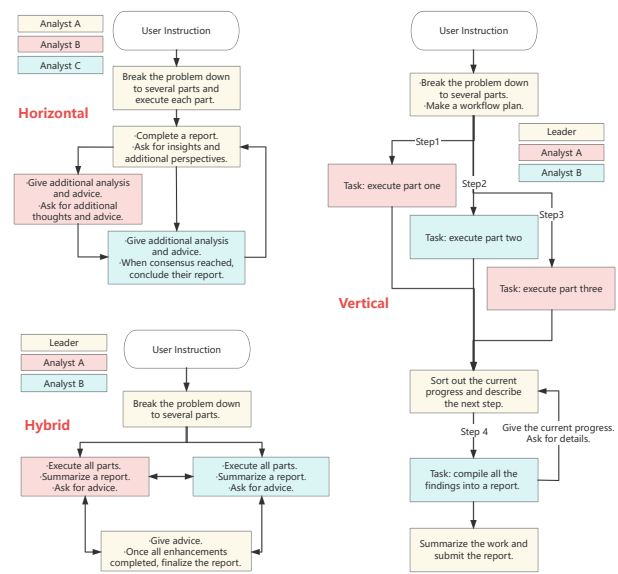 Analyst A
Analyst B
Analyst C
User Instruction
Break the problem down
to several parts and
execute each part.
Horizontal
·Complete a report.
·Ask for insights and
additional perspectives.
·Give additional analysis
and advice.
·Ask for additional
thoughts and advice.
·Give additional analysis
and advice.
·When consensus reached,
conclude their report.
Leader
Analyst A
Analyst B
User Instruction
Break the problem down
to several parts.
Hybrid
·Execute all parts.
·Summarize a report.
·Ask for advice.
·Execute all parts.
·Summarize a report.
·Ask for advice.
·Give advice.
·Once all enhancements
completed, finalize the report.
User Instruction
·Break the problem down
to several parts.
·Make a workflow plan.
Leader
Analyst A
Analyst B
Step1
Task: execute part one
Step2
Task: execute part two
Step3
Task: execute part three
Vertical
Sort out the current
progress and describe
the next step.
Step 4
Give the current progress.
Ask for details.
Task: compile all the
findings into a report.
Summarize the work and
submit the report.